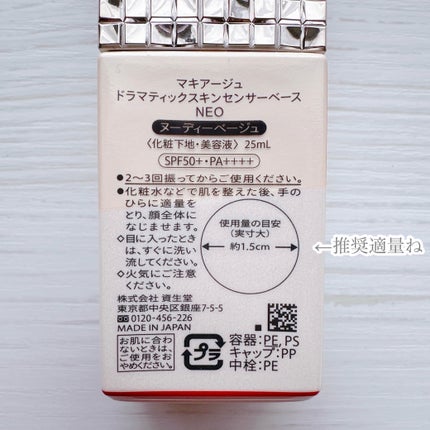 マキアージュ
ドラマティックスキンセンサーベース
NEO
ヌーディーベージュ
〈化粧下地・美容液〉25mL
SPF50+・PA++++
●2〜3回振ってからご使用ください。
●化粧水などで肌を整えた後、手の
ひらに適量を
とり、顔全体に
なじませます。
◇目に入ったとき
は、すぐに洗い
流してください。
◇火気にご注意
ください。
使用量の目安
(実寸大)
約1.5cm
←推奨適量ね
株式会社 資生堂
東京都中央区銀座7-5-5
0120-456-226
MADE IN JAPAN
お肌に合わ
ないときは、
ご使用をお
やめください。
プラ
容器:PE, PS
キャップ:PP
中栓:PE